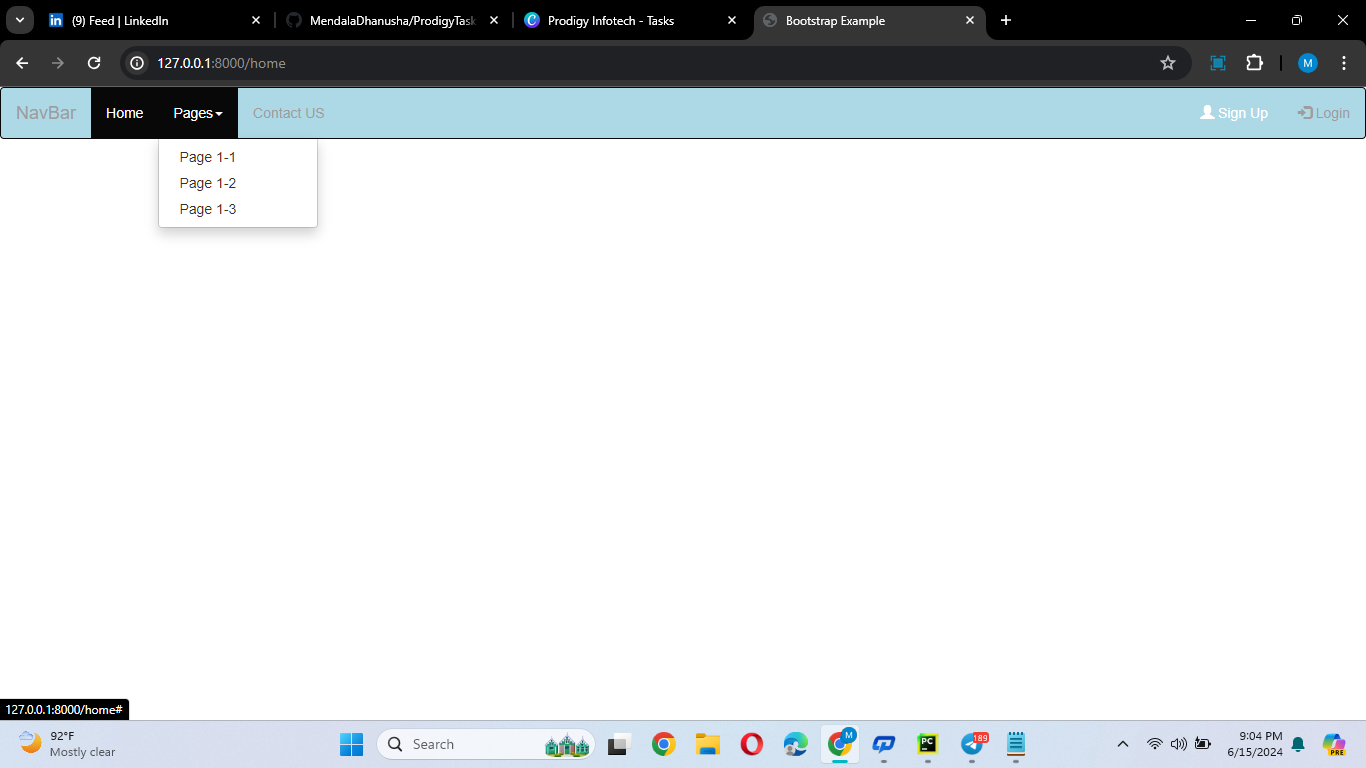 (9) Feed | LinkedIn
MendalaDhanusha/ProdigyTask
Prodigy Infotech - Tasks
Bootstrap Example
127.0.0.1:8000/home
M
NavBar
Home
Pages
Contact US
Sign Up
Login
Page 1-1
Page 1-2
Page 1-3
127.0.0.1:8000/home#
92°F
Mostly clear
Search
M
PC
189
9:04 PM
6/15/2024
PRE